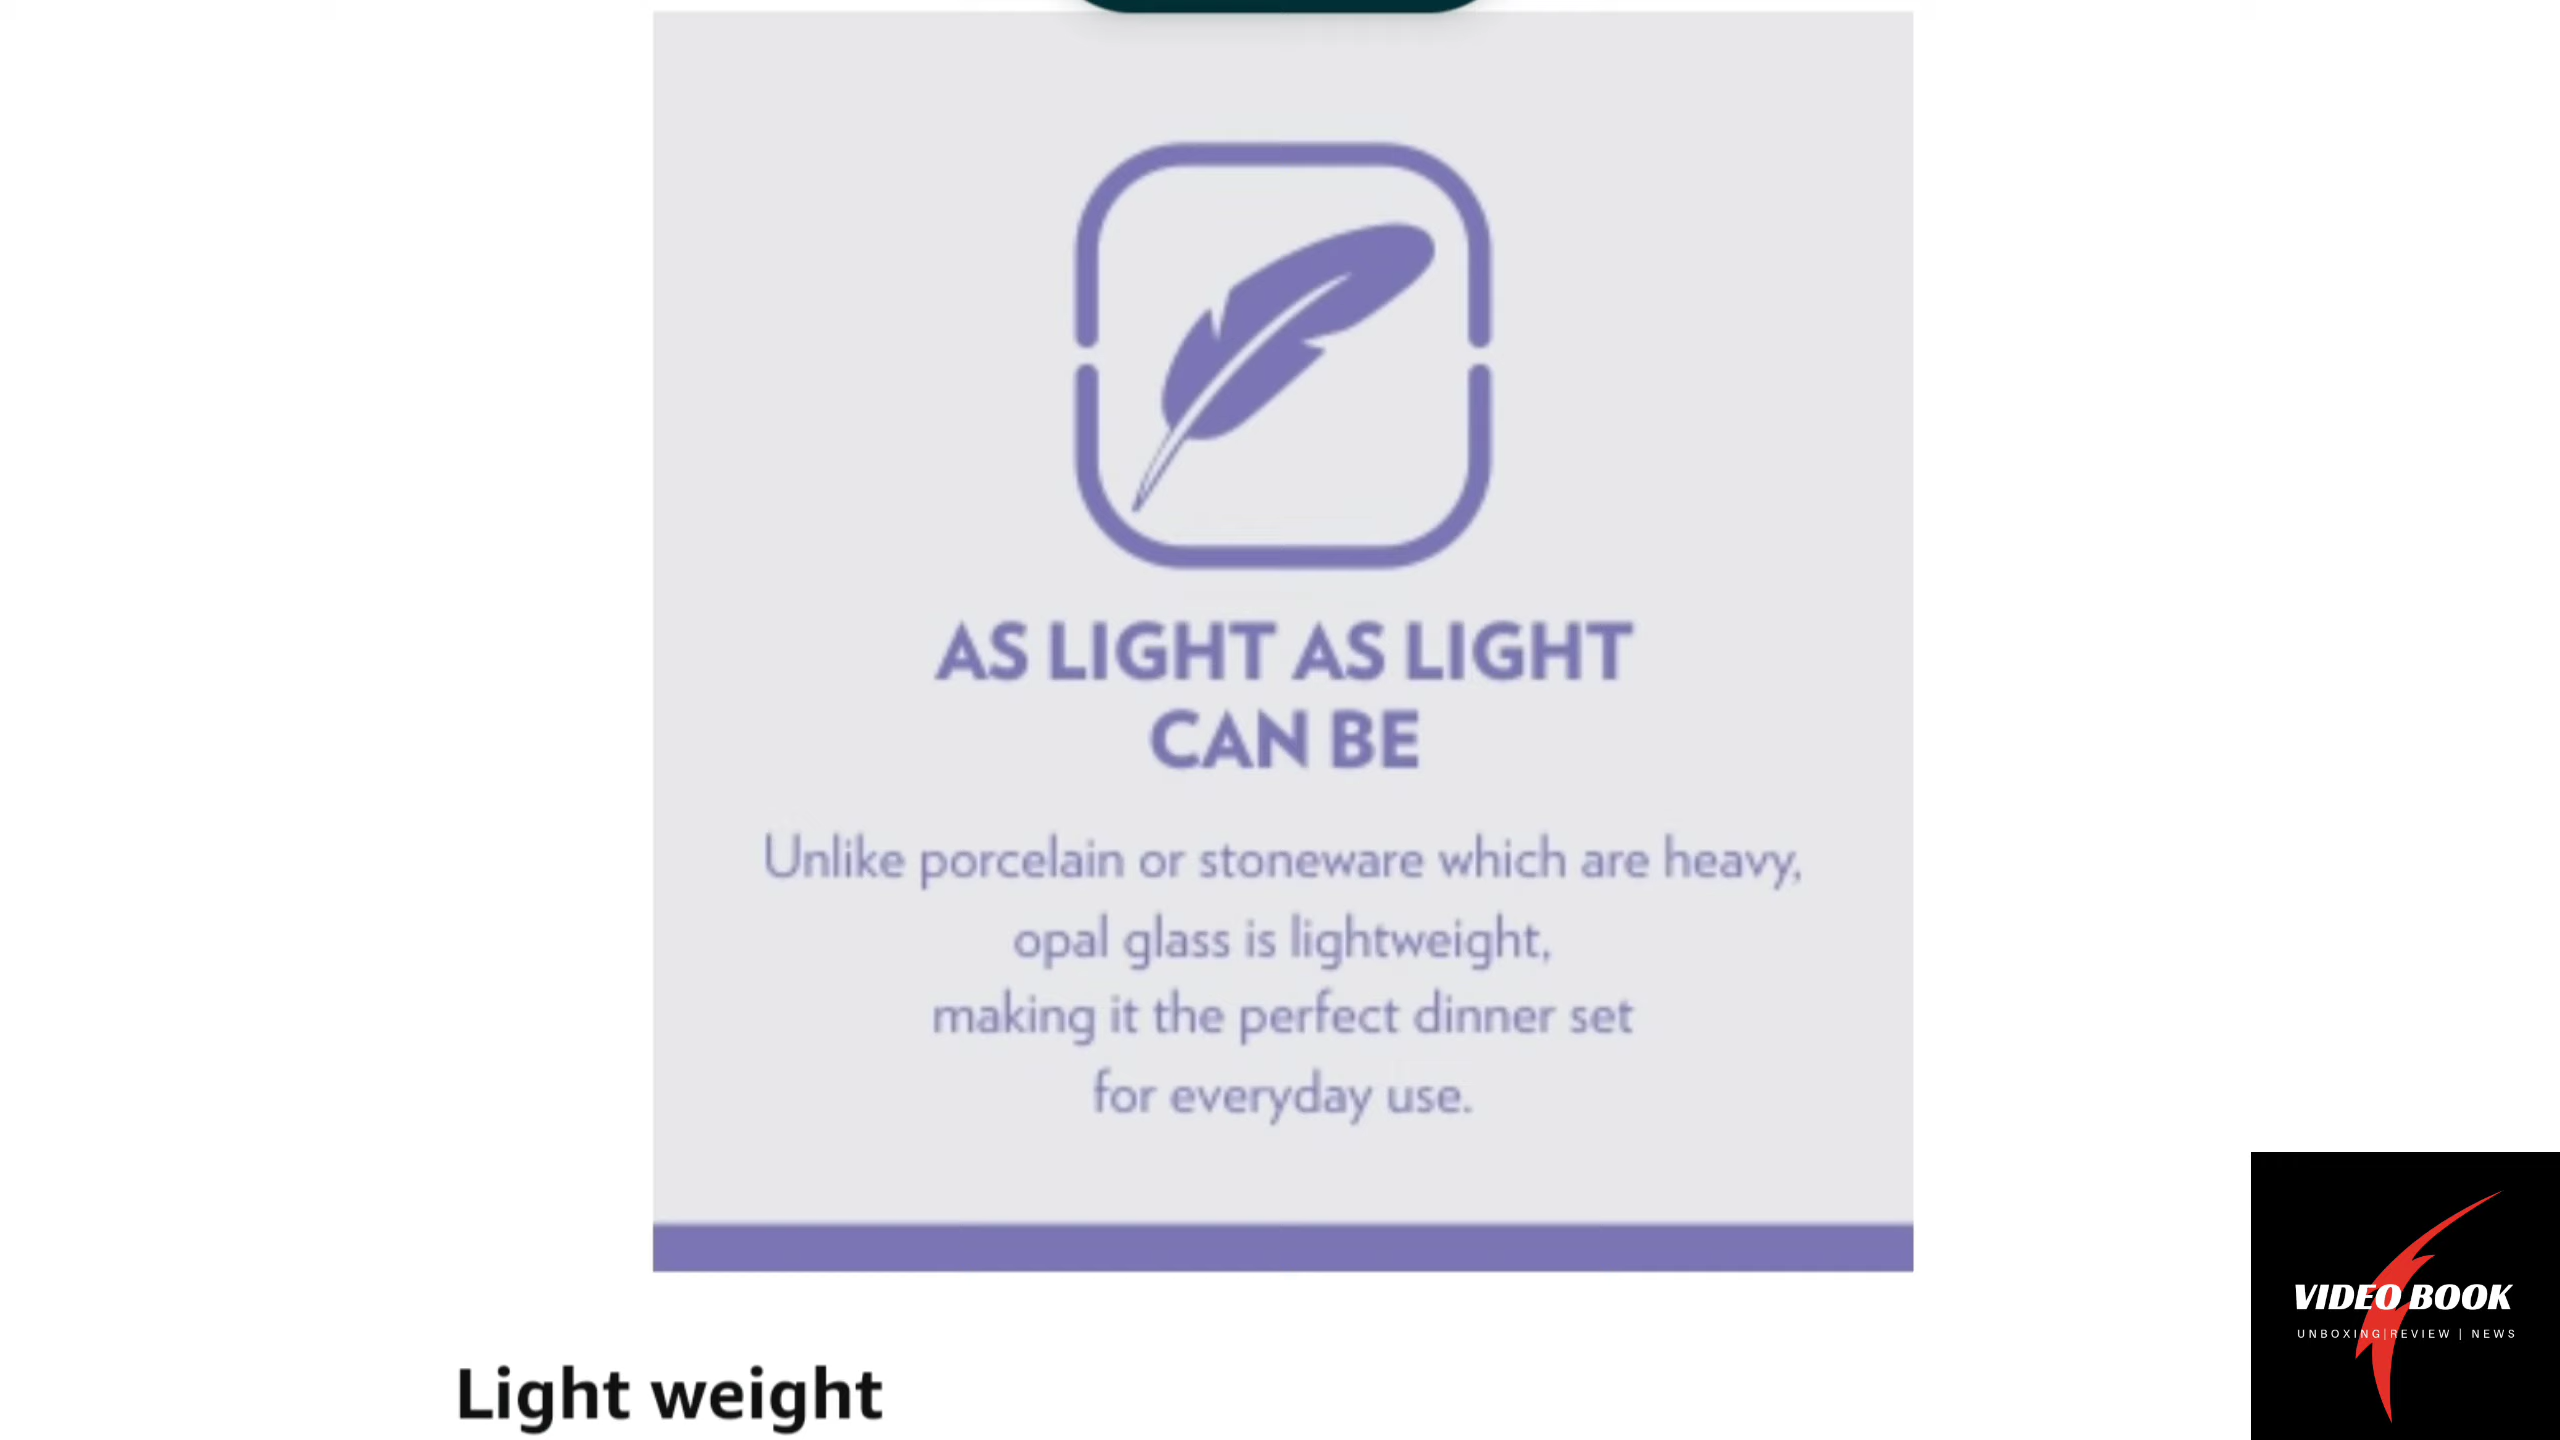 AS LIGHT AS LIGHT
CAN BE
Unlike porcelain or stoneware which are heavy,
opal glass is lightweight,
making it the perfect dinner set
for everyday use.
Light weight
VIDEO BOOK
UNBOXING|REVIEW | NEWS